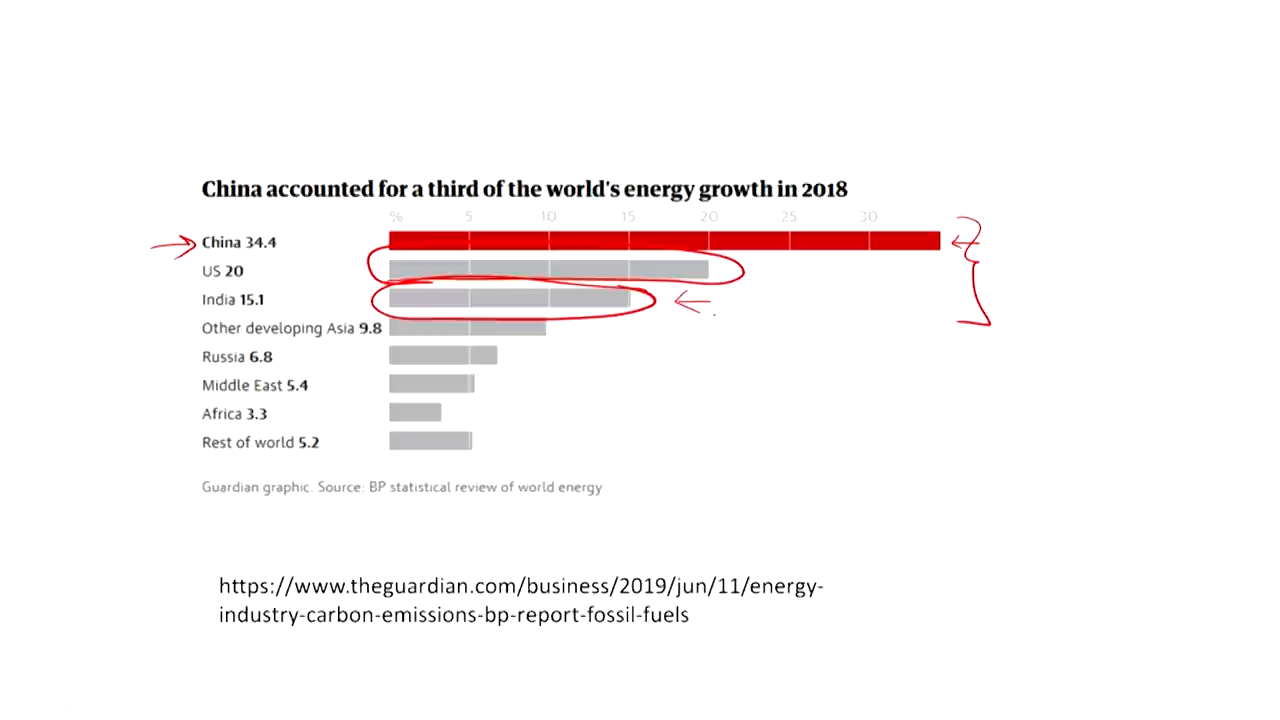 China accounted for a third of the world's energy growth in 2018
% 5 10 15 20 25 30
China 34.4
US 20
India 15.1
Other developing Asia 9.8
Russia 6.8
Middle East 5.4
Africa 3.3
Rest of world 5.2
Guardian graphic. Source: BP statistical review of world energy
https://www.theguardian.com/business/2019/jun/11/energy-
industry-carbon-emissions-bp-report-fossil-fuels